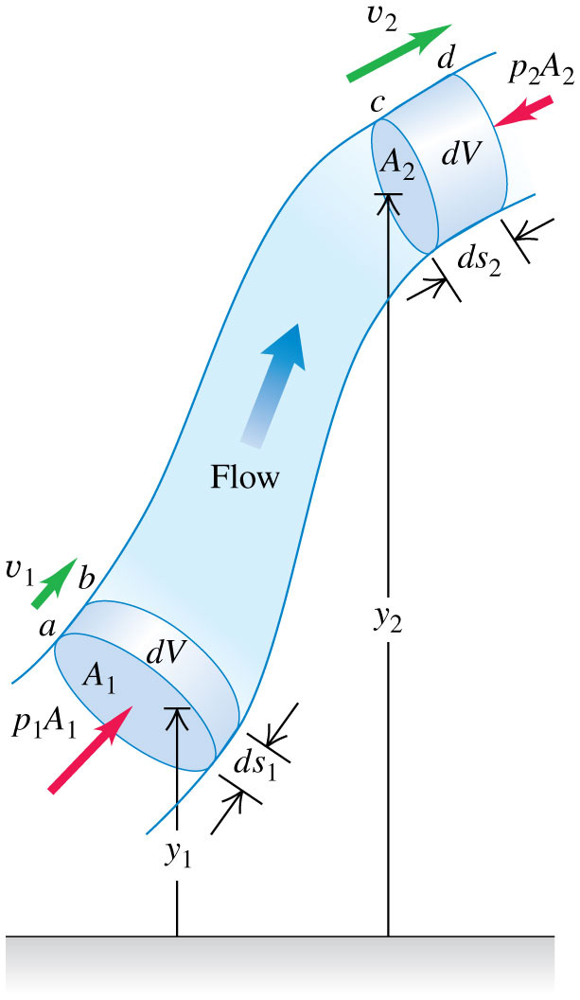 v₂
d
p₂A₂
c
A₂
dV
ds₂
Flow
v₁
b
a
dV
A₁
p₁A₁
ds₁
y₂
y₁